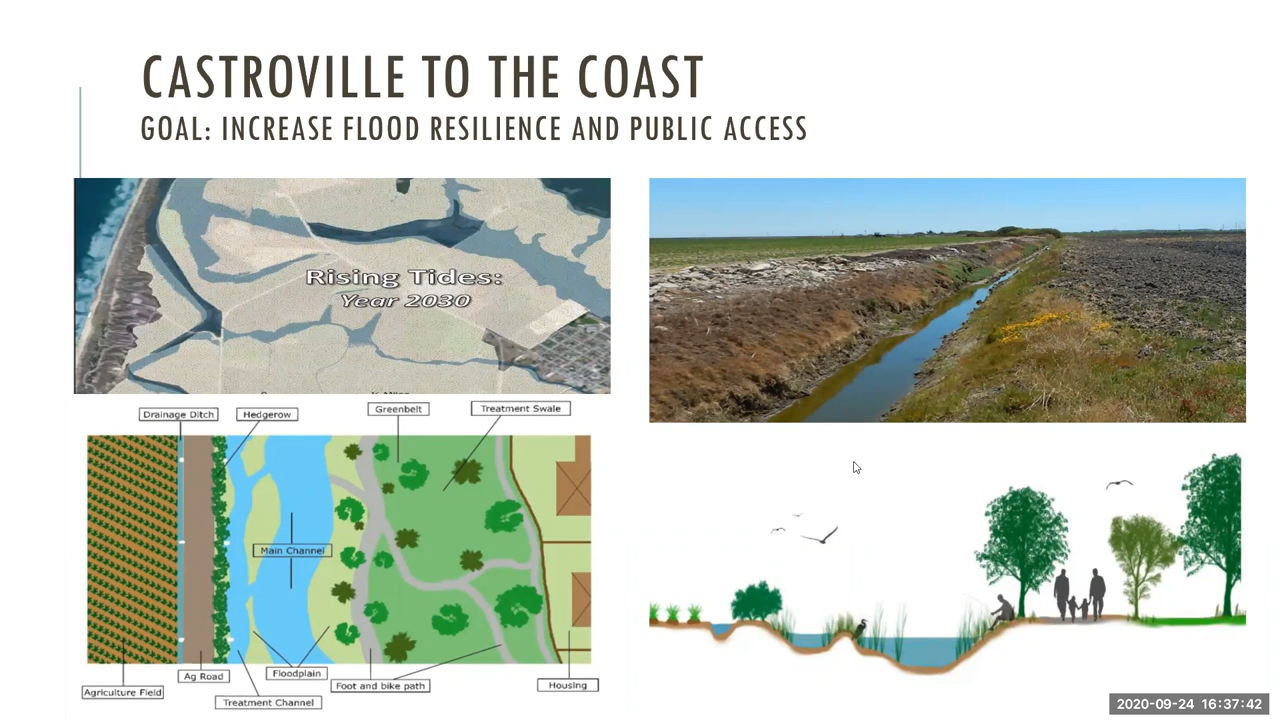 CASTROVILLE TO THE COAST
GOAL: INCREASE FLOOD RESILIENCE AND PUBLIC ACCESS
Rising Tides:
Year 2030
Drainage Ditch
Hedgerow
Greenbelt
Treatment Swale
Main Channel
Agriculture Field
Ag Road
Floodplain
Treatment Channel
Foot and bike path
Housing
2020-09-24 16:37:42